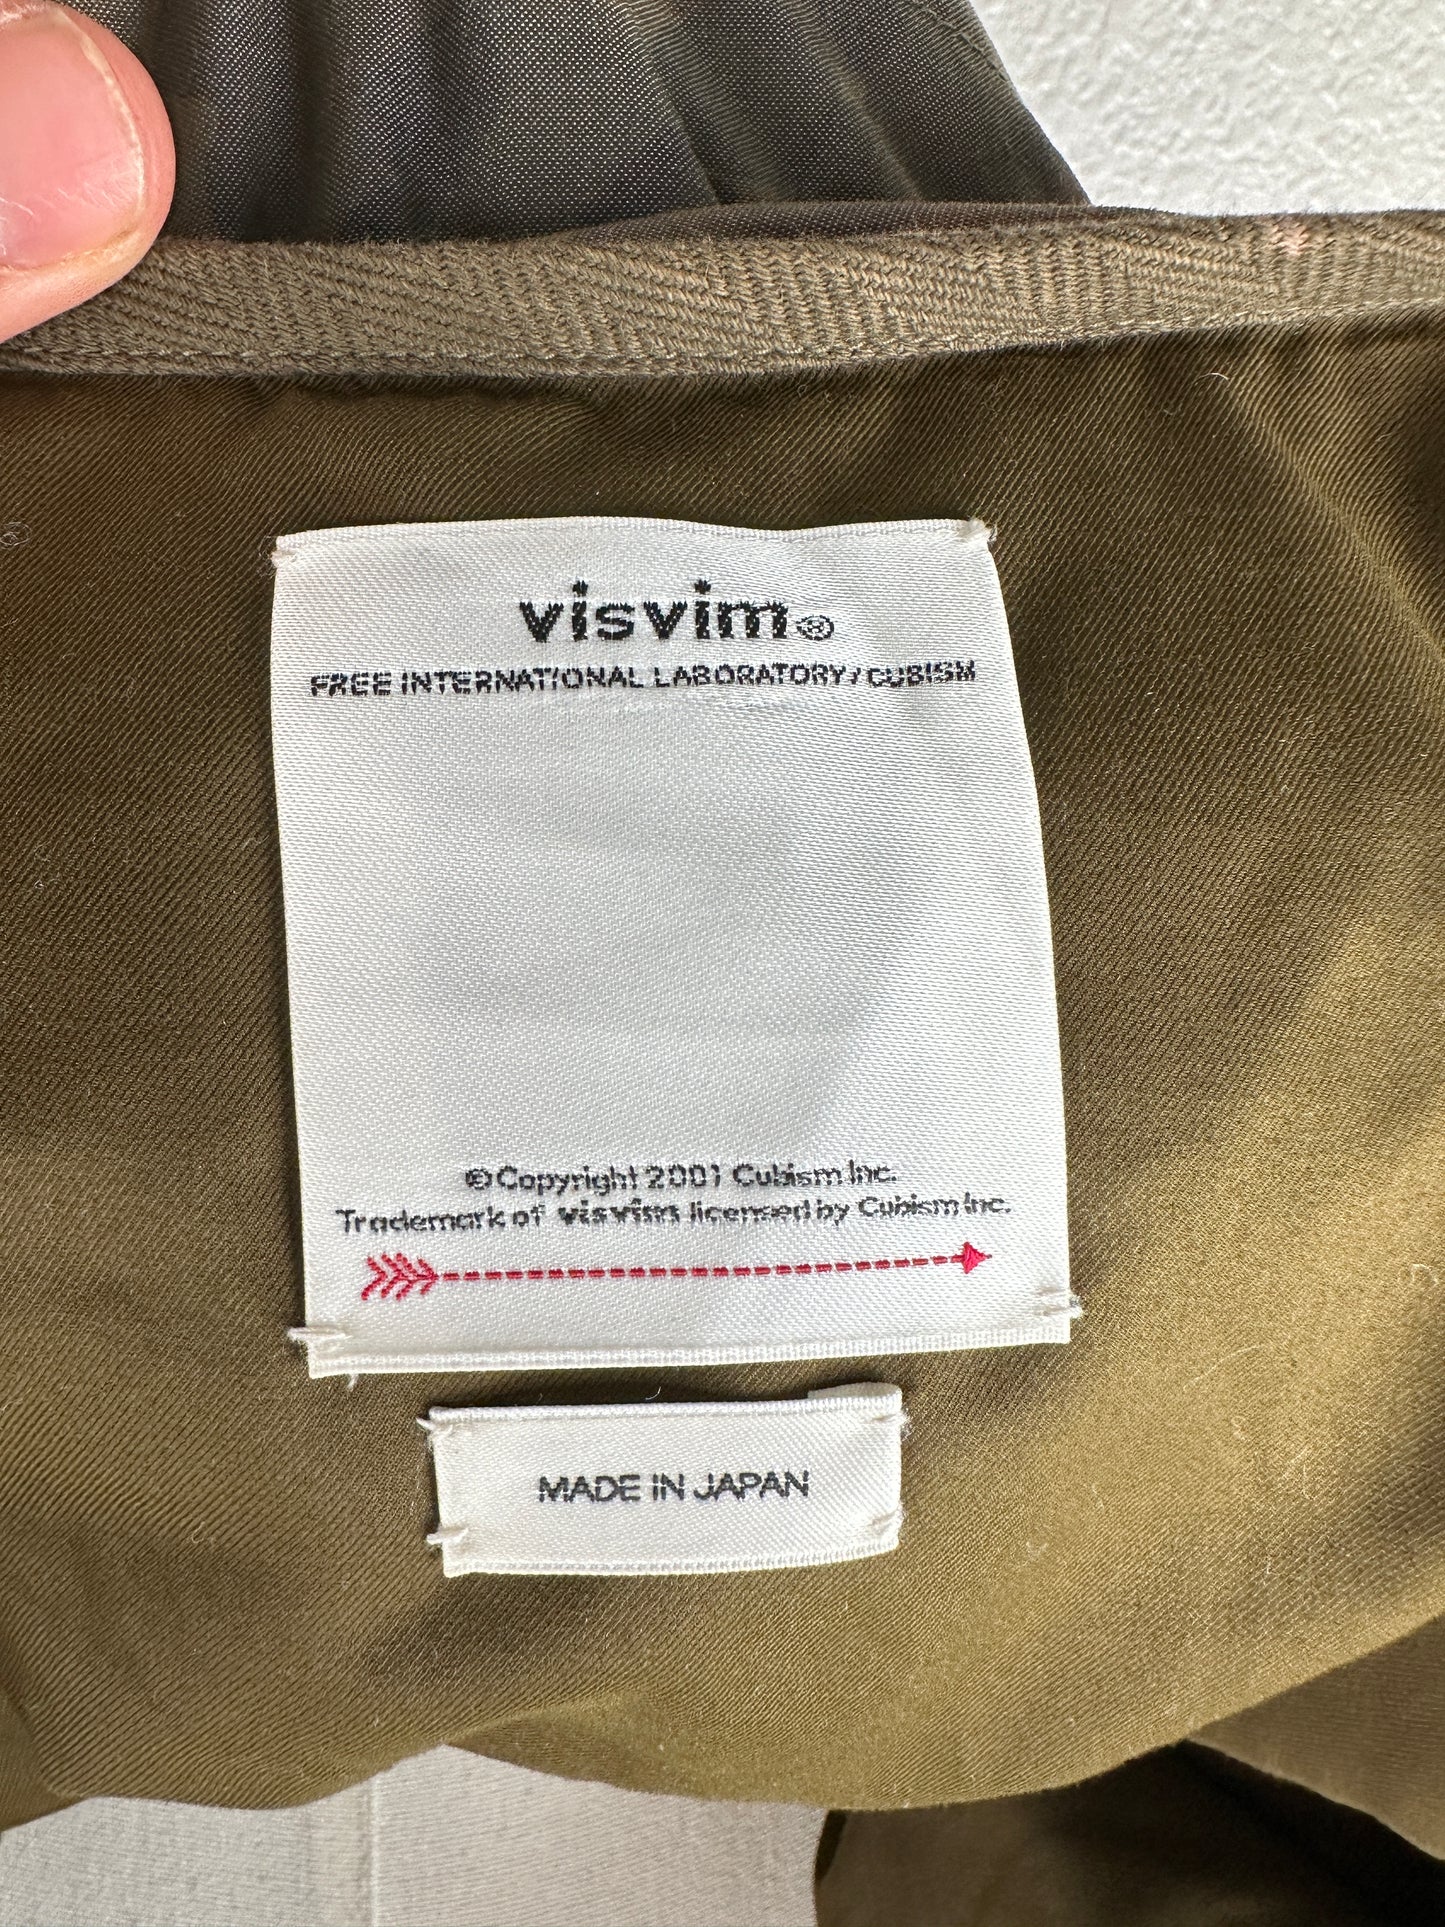 visvim®
FREE INTERNATIONAL LABORATORY/CUBISM
© Copyright 2001 Cubism Inc.
Trademark of visvim licensed by Cubism Inc.
MADE IN JAPAN